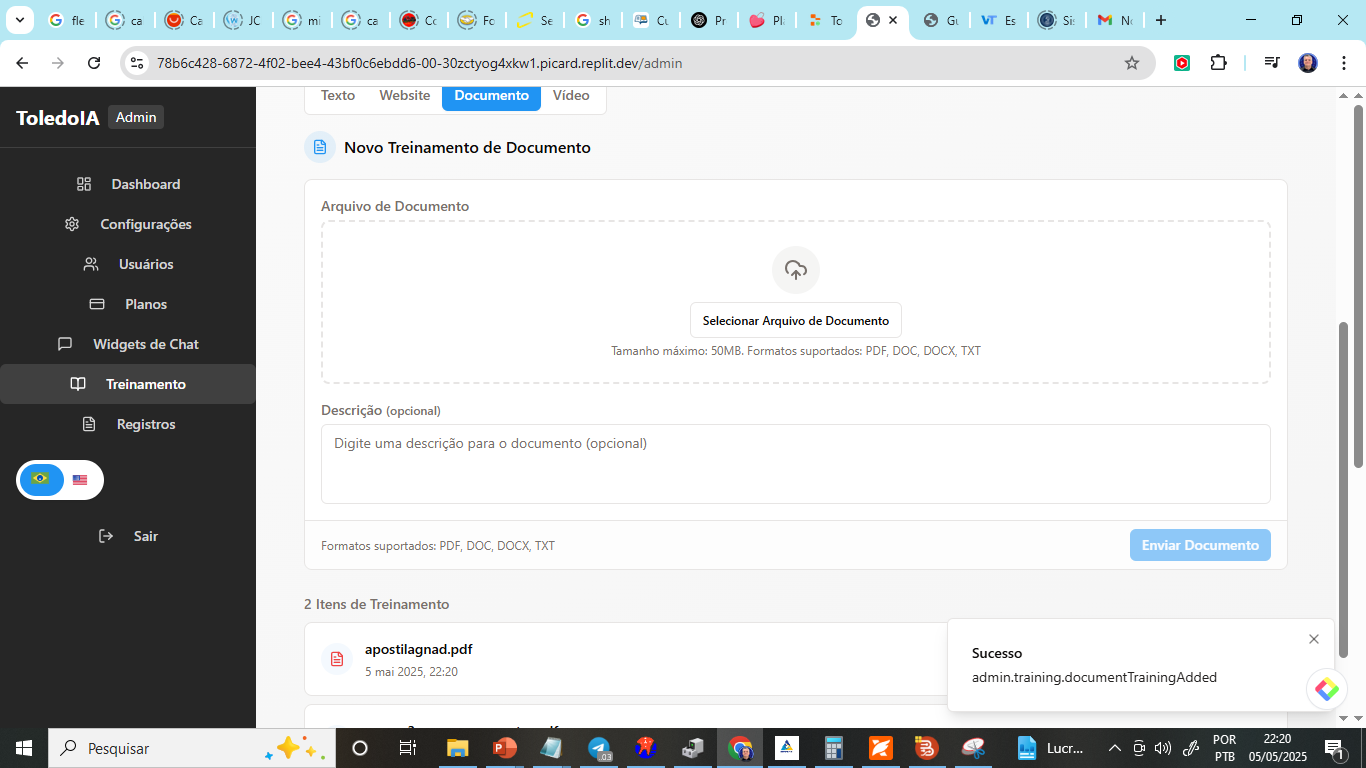 fle
ca
Ca
JC
mi
ca
Co
Fo
Se
sh
Cu
Pr
Pl
To
Gu
Es
Si
No
78b6c428-6872-4f02-bee4-43bf0c6ebdd6-00-30zctyog4xkw1.picard.replit.dev/admin
ToledoIA Admin
Dashboard
Configurações
Usuários
Planos
Widgets de Chat
Treinamento
Registros
Sair
Texto Website Documento Vídeo
Novo Treinamento de Documento
Arquivo de Documento
Selecionar Arquivo de Documento
Tamanho máximo: 50MB. Formatos suportados: PDF, DOC, DOCX, TXT
Descrição (opcional)
Digite uma descrição para o documento (opcional)
Formatos suportados: PDF, DOC, DOCX, TXT
Enviar Documento
2 Itens de Treinamento
apostilagnad.pdf
5 mai 2025, 22:20
Sucesso
admin.training.documentTrainingAdded
Pesquisar
.03
Lucr...
POR
PTB
22:20
05/05/2025
1